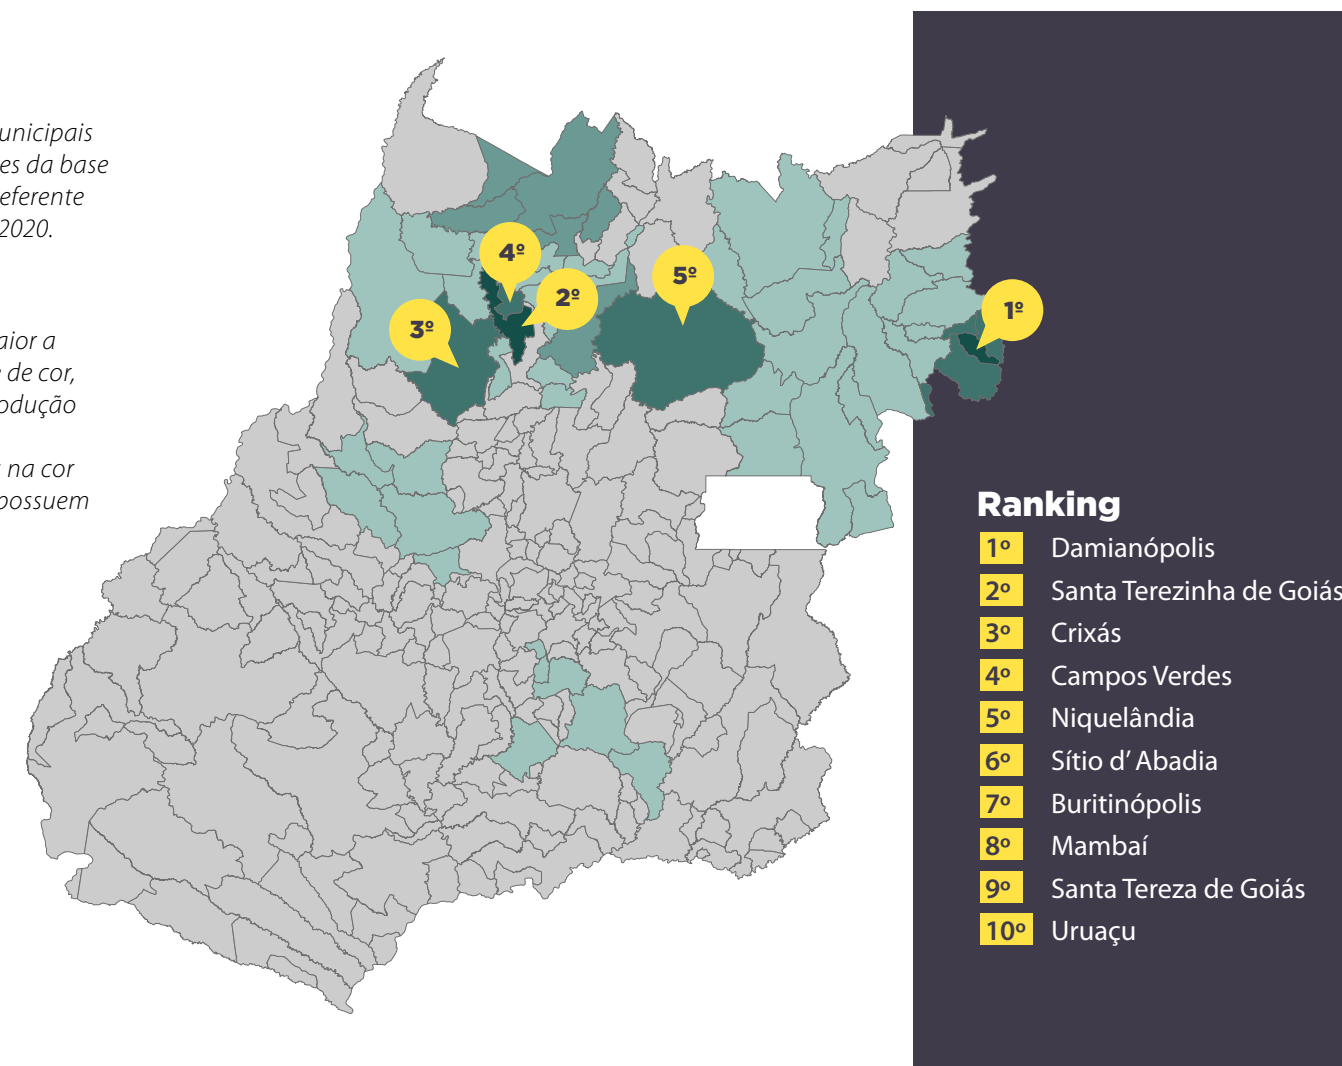 unicipais
es da base
eferente
2020.
aior a
e de cor,
odução
na cor
possuem
4º
2º
5º
3º
1º
Ranking
1º Damianópolis
2º Santa Terezinha de Goiás
3º Crixás
4º Campos Verdes
5º Niquelândia
6º Sítio d’ Abadia
7º Buritinópolis
8º Mambaí
9º Santa Tereza de Goiás
10º Uruaçu